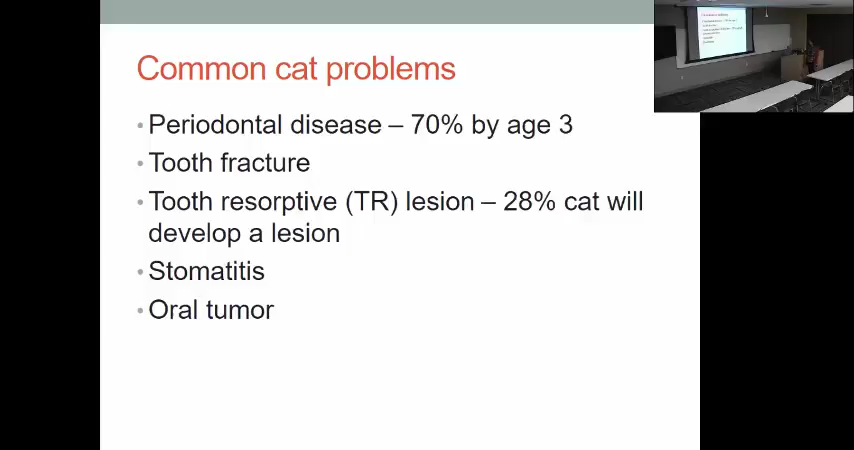 Common cat problems
• Periodontal disease – 70% by age 3
• Tooth fracture
• Tooth resorptive (TR) lesion – 28% cat will
develop a lesion
• Stomatitis
• Oral tumor